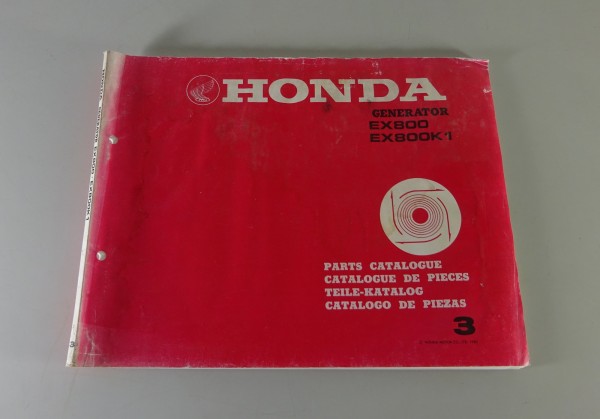 HONDA
GENERATOR
EX800
EX800K1
PARTS CATALOGUE
CATALOGUE DE PIECES
TEILE-KATALOG
CATALOGO DE PIEZAS
3